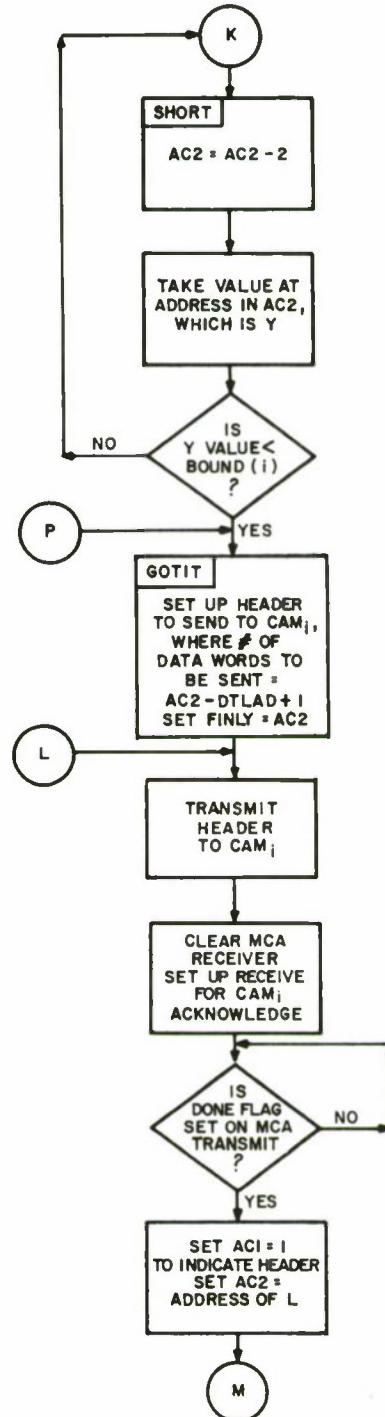 K
SHORT
AC2 = AC2 - 2
TAKE VALUE AT
ADDRESS IN AC2,
WHICH IS Y
IS
Y VALUE <
BOUND (i)
?
NO
YES
P
GOTIT
SET UP HEADER
TO SEND TO CAMi,
WHERE # OF
DATA WORDS TO
BE SENT =
AC2-DTLAD+1
SET FINLY = AC2
L
TRANSMIT
HEADER
TO CAMi
CLEAR MCA
RECEIVER
SET UP RECEIVE
FOR CAMi
ACKNOWLEDGE
IS
DONE FLAG
SET ON MCA
TRANSMIT
?
NO
YES
SET AC1 = 1
TO INDICATE HEADER
SET AC2 =
ADDRESS OF L
M